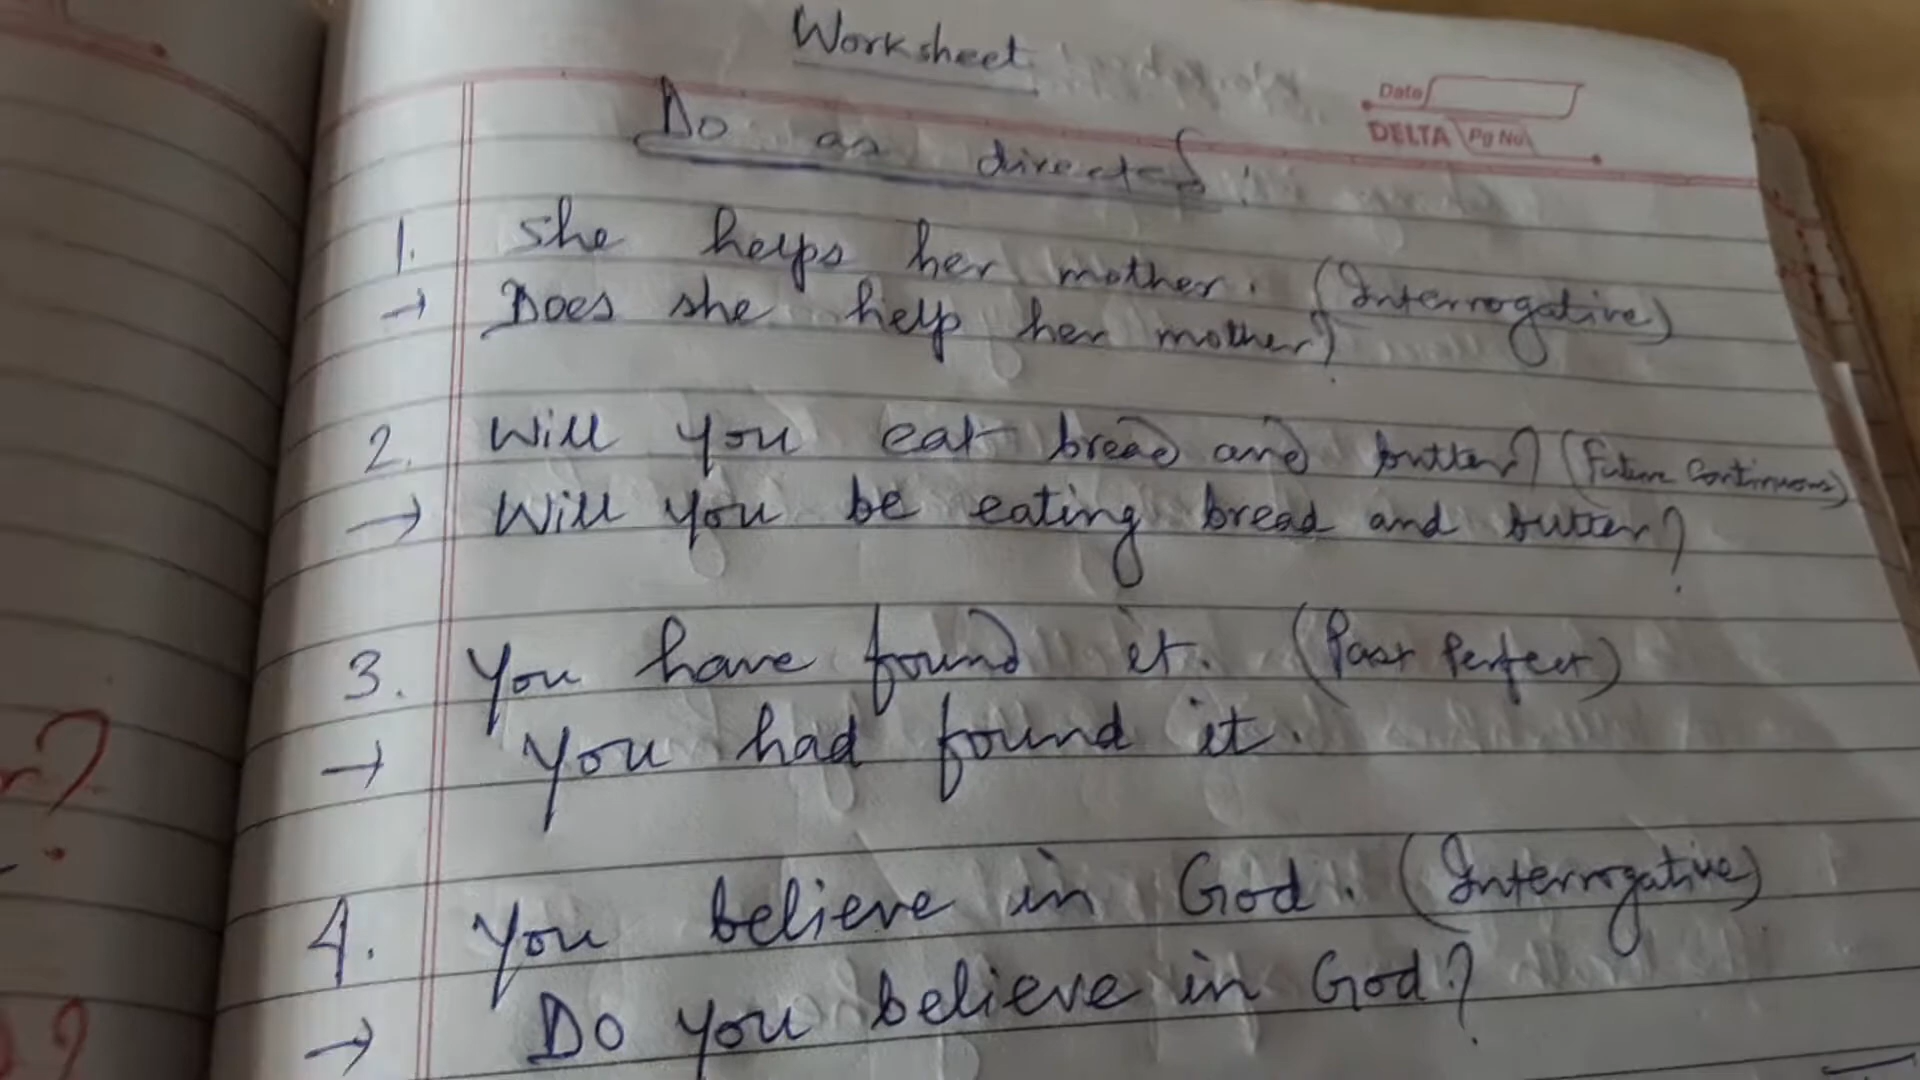 Worksheet
Date
DELTA Pg No
Do as directed:
1. She helps her mother. (Interrogative)
→ Does she help her mother?
2. Will you eat bread and butter? (Future Continuous)
→ Will you be eating bread and butter?
3. You have found it. (Past Perfect)
→ You had found it.
4. You believe in God. (Interrogative)
→ Do you believe in God?